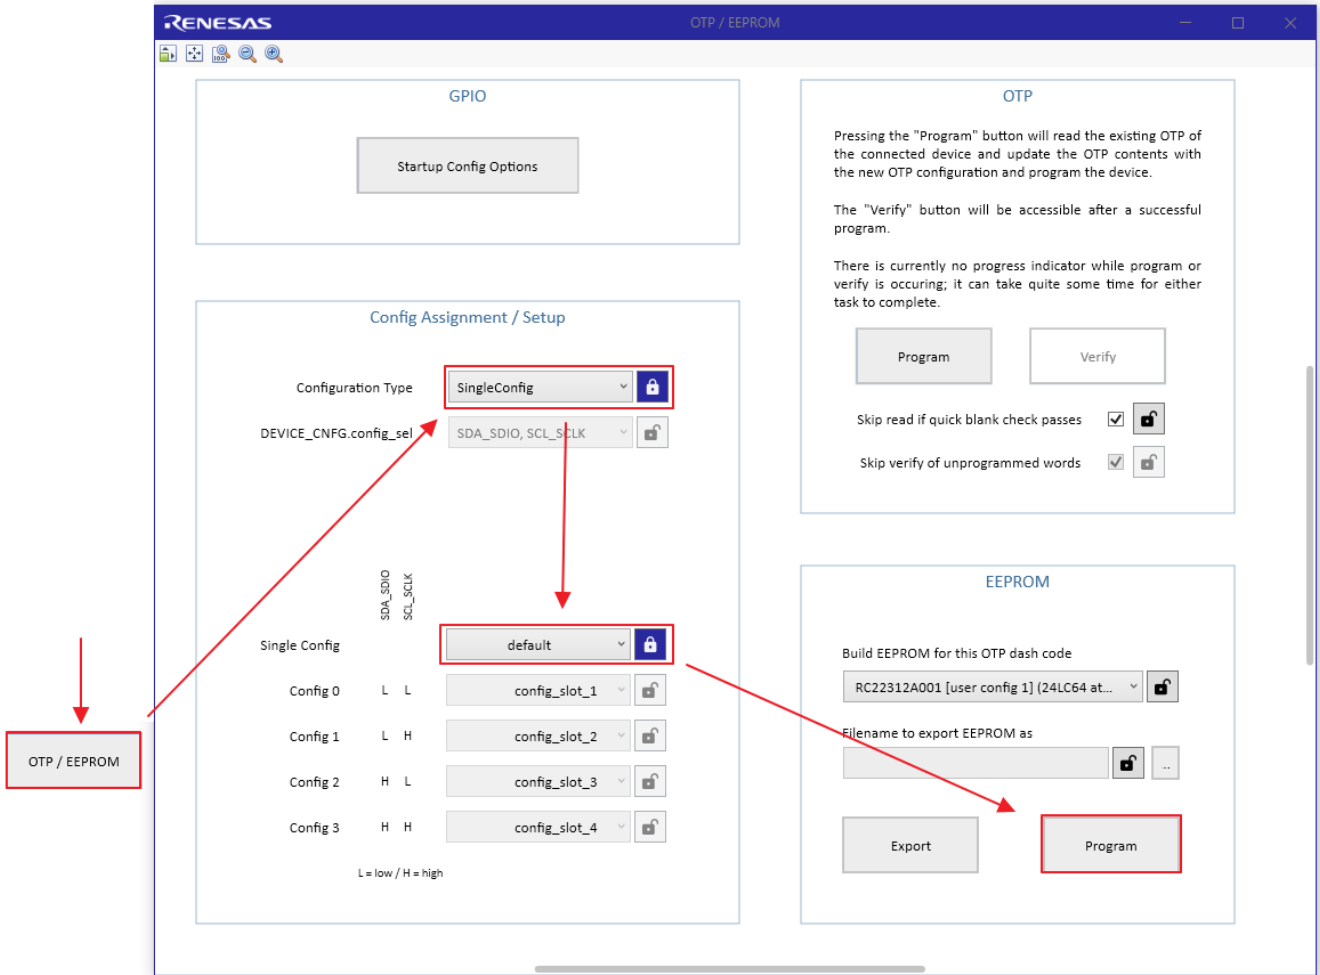 RENESAS
OTP / EEPROM
GPIO
Startup Config Options
Config Assignment / Setup
Configuration Type
SingleConfig
DEVICE_CNFG.config_sel
SDA_SDIO, SCL_SCLK
SDA_SDIO
SCL_SCLK
Single Config
default
Config 0
L L
config_slot_1
Config 1
L H
config_slot_2
Config 2
H L
config_slot_3
Config 3
H H
config_slot_4
L = low / H = high
OTP / EEPROM
OTP
Pressing the "Program" button will read the existing OTP of
the connected device and update the OTP contents with
the new OTP configuration and program the device.
The "Verify" button will be accessible after a successful
program.
There is currently no progress indicator while program or
verify is occuring; it can take quite some time for either
task to complete.
Program
Verify
Skip read if quick blank check passes
Skip verify of unprogrammed words
EEPROM
Build EEPROM for this OTP dash code
RC22312A001 [user config 1] (24LC64 at...
Filename to export EEPROM as
...
Export
Program